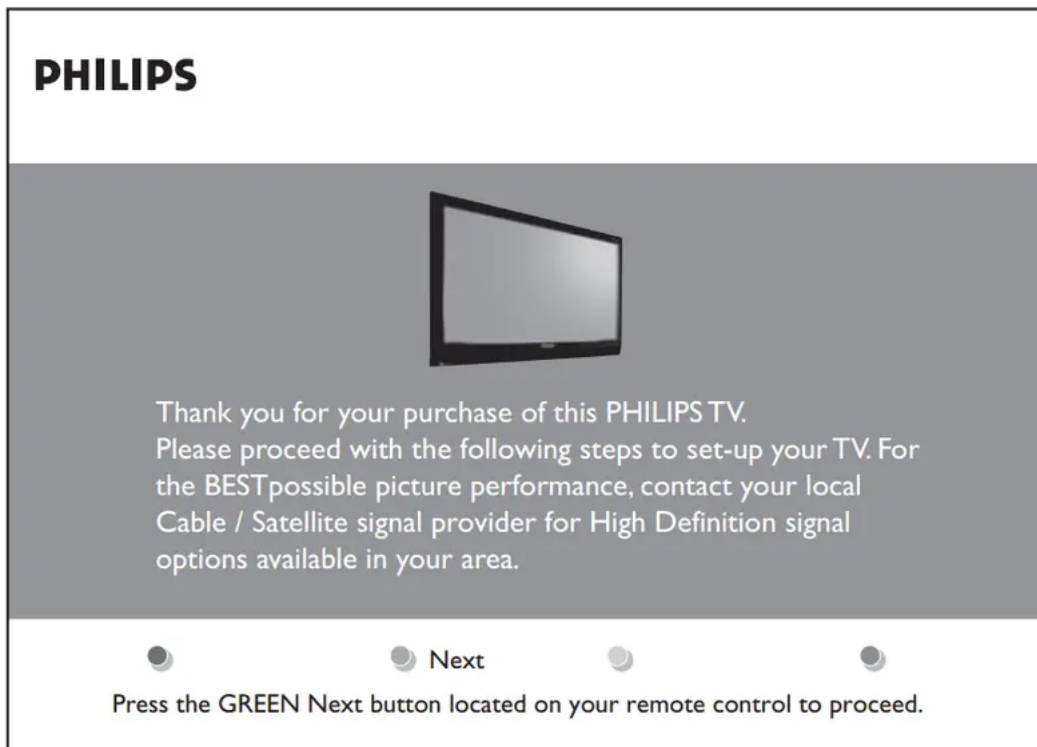 PHILIPS
Thank you for your purchase of this PHILIPS TV.
Please proceed with the following steps to set-up your TV. For
the BESTpossible picture performance, contact your local
Cable / Satellite signal provider for High Definition signal
options available in your area.
Next
Press the GREEN Next button located on your remote control to proceed.